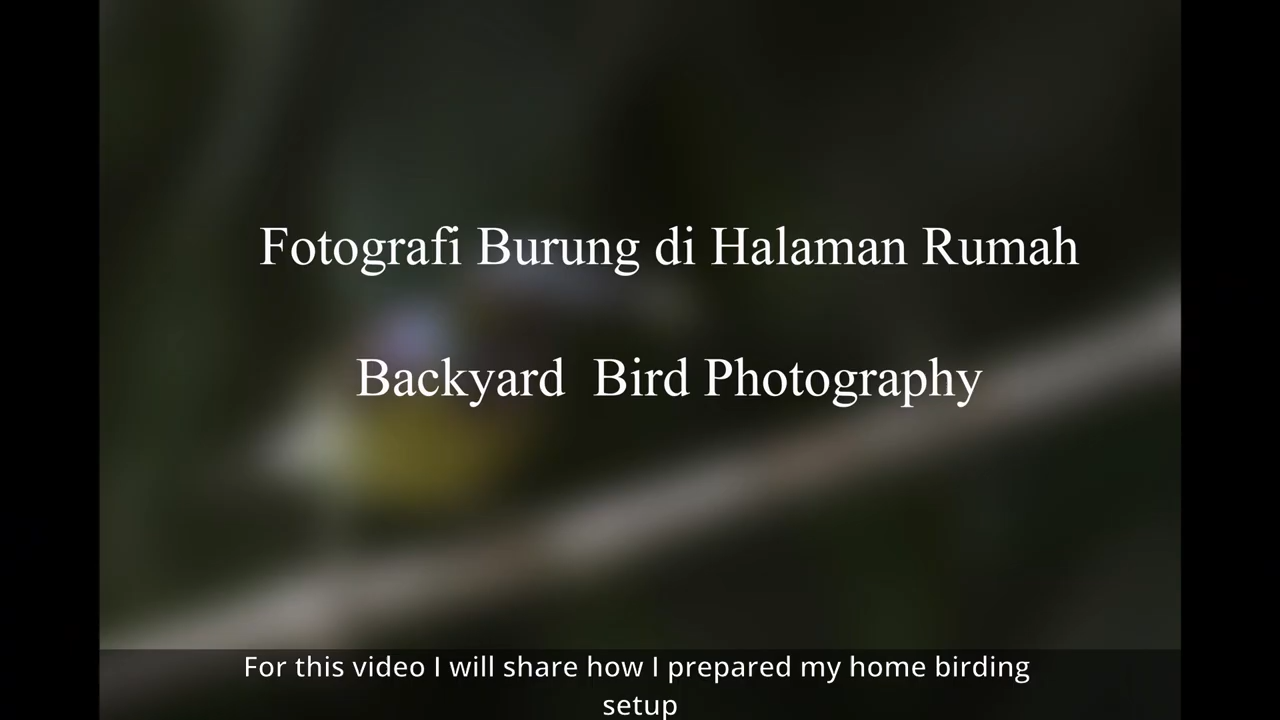 Fotografi Burung di Halaman Rumah
Backyard  Bird Photography
For this video I will share how I prepared my home birding
setup